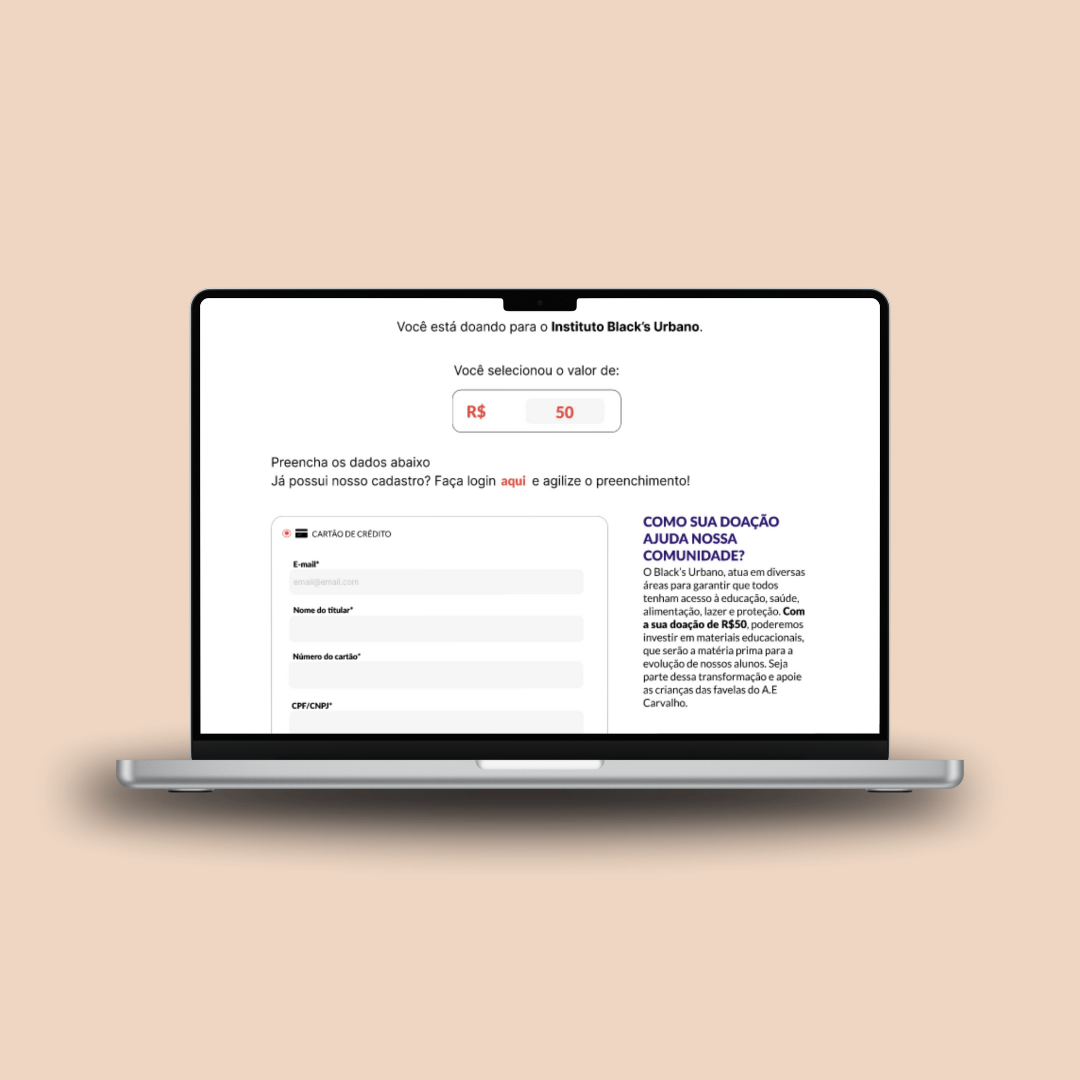 Você está doando para o Instituto Black's Urbano.
Você selecionou o valor de:
R$ 50
Preencha os dados abaixo
Já possui nosso cadastro? Faça login aqui e agilize o preenchimento!
CARTÃO DE CRÉDITO
E-mail*
email@email.com
Nome do titular*
Número do cartão*
CPF/CNPJ*
COMO SUA DOAÇÃO
AJUDA NOSSA
COMUNIDADE?
O Black's Urbano, atua em diversas
áreas para garantir que todos
tenham acesso à educação, saúde,
alimentação, lazer e proteção. Com
a sua doação de R$50, poderemos
investir em materiais educacionais,
que serão a matéria prima para a
evolução de nossos alunos. Seja
parte dessa transformação e apoie
as crianças das favelas do A.E
Carvalho.